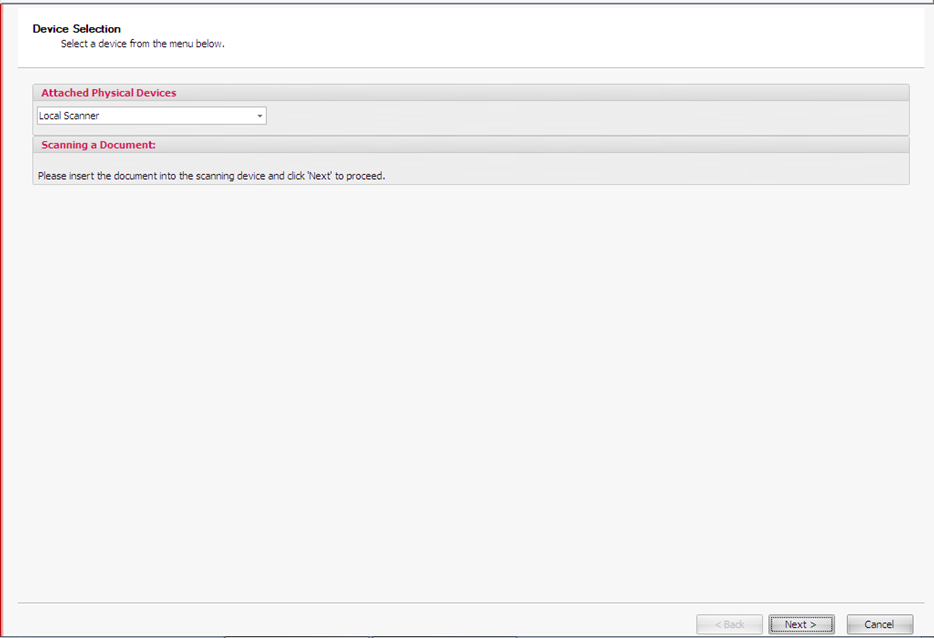 Device Selection
Select a device from the menu below.
Attached Physical Devices
Local Scanner
Scanning a Document:
Please insert the document into the scanning device and click 'Next' to proceed.
< Back Next > Cancel